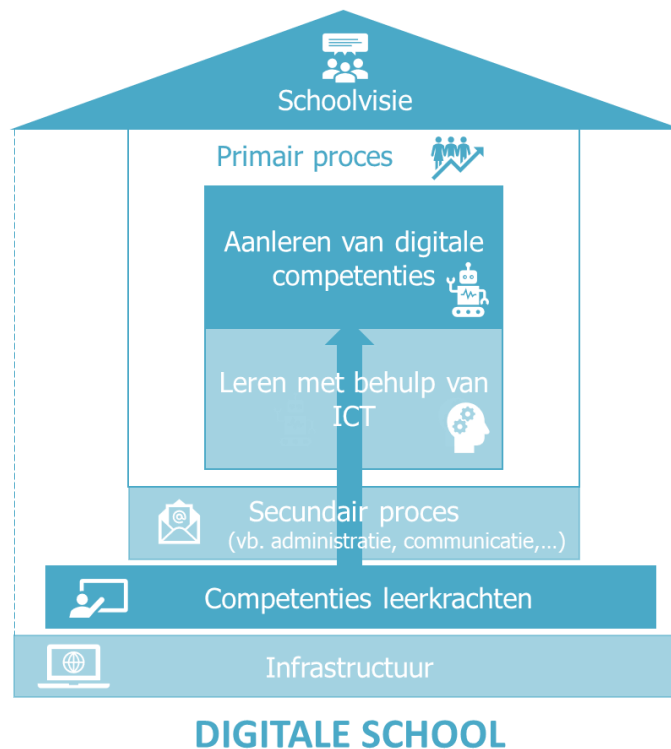 Schoolvisie
Primair proces
Aanleren van digitale
competenties
Leren met behulp van
ICT
Secundair proces
(vb. administratie, communicatie,...)
Competenties leerkrachten
Infrastructuur
DIGITALE SCHOOL